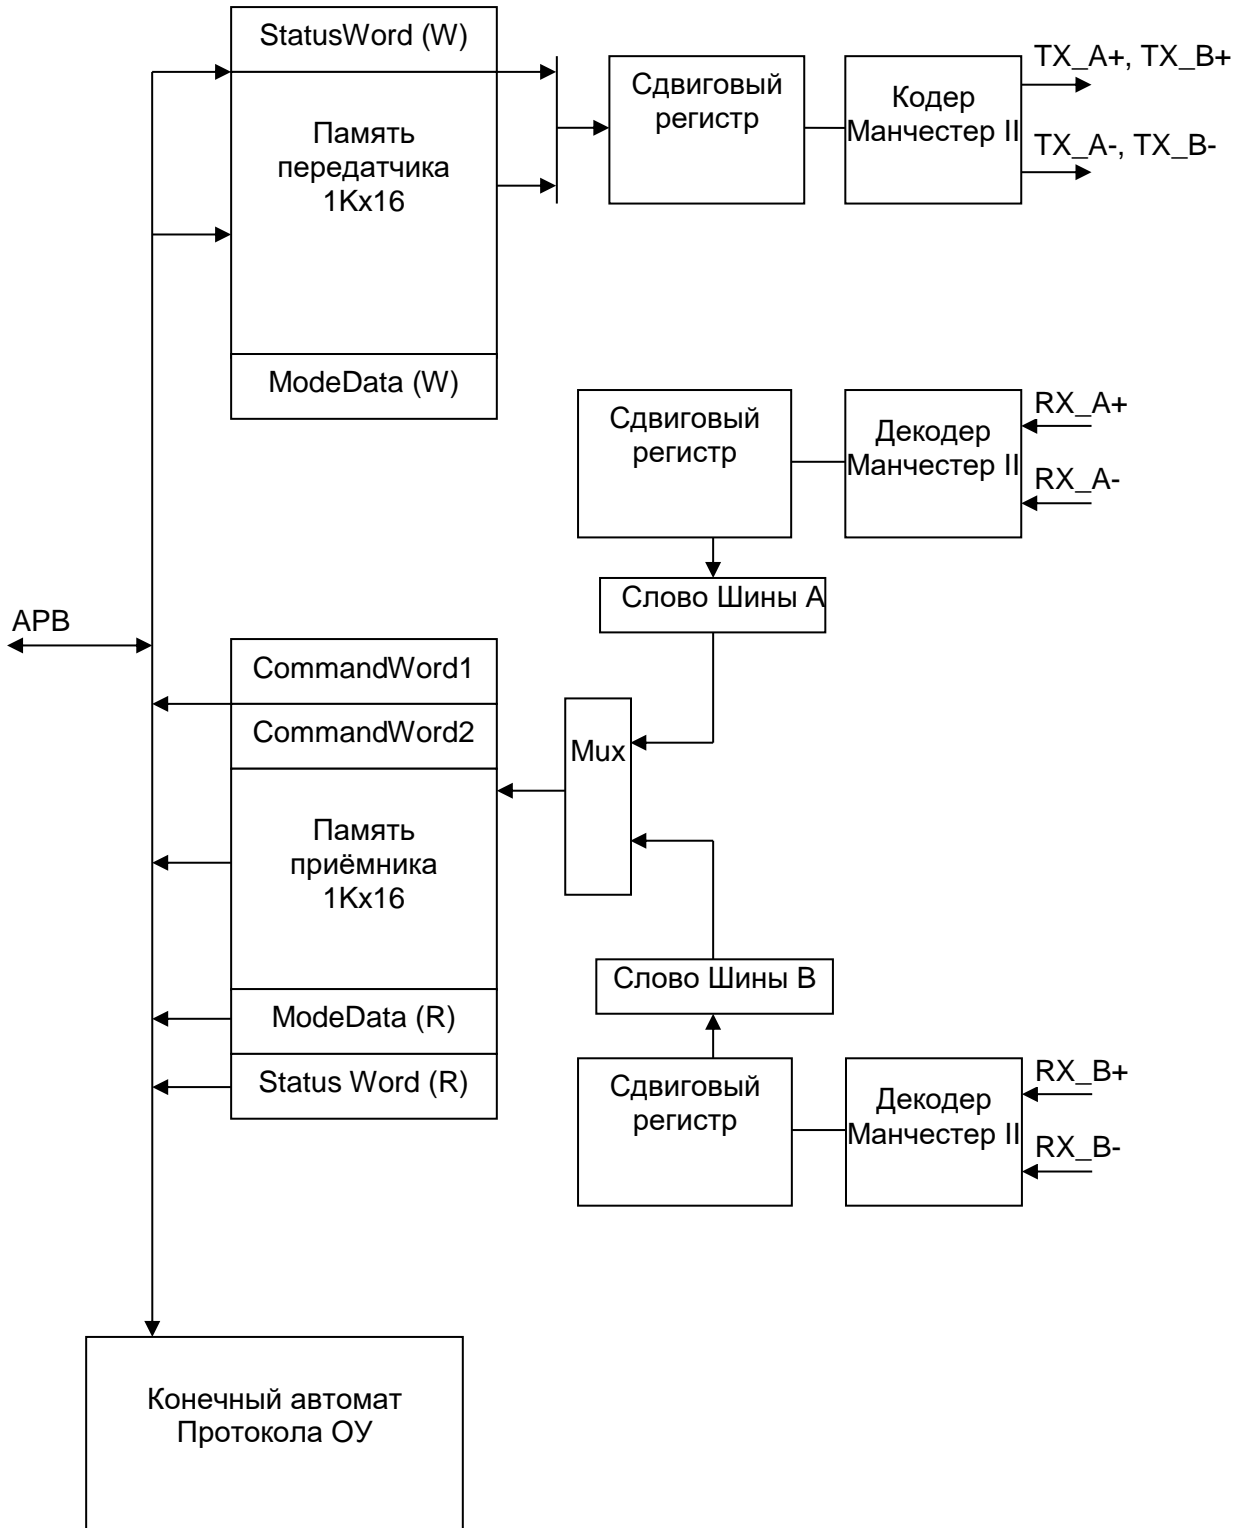 StatusWord (W)
Память
передатчика
1Kx16
ModeData (W)
Сдвиговый
регистр
Кодер
Манчестер II
TX_A+, TX_B+
TX_A-, TX_B-
Сдвиговый
регистр
Декодер
Манчестер II
RX_A+
RX_A-
Слово Шины А
APB
CommandWord1
CommandWord2
Память
приёмника
1Kx16
ModeData (R)
Status Word (R)
Mux
Слово Шины В
Сдвиговый
регистр
Декодер
Манчестер II
RX_B+
RX_B-
Конечный автомат
Протокола ОУ